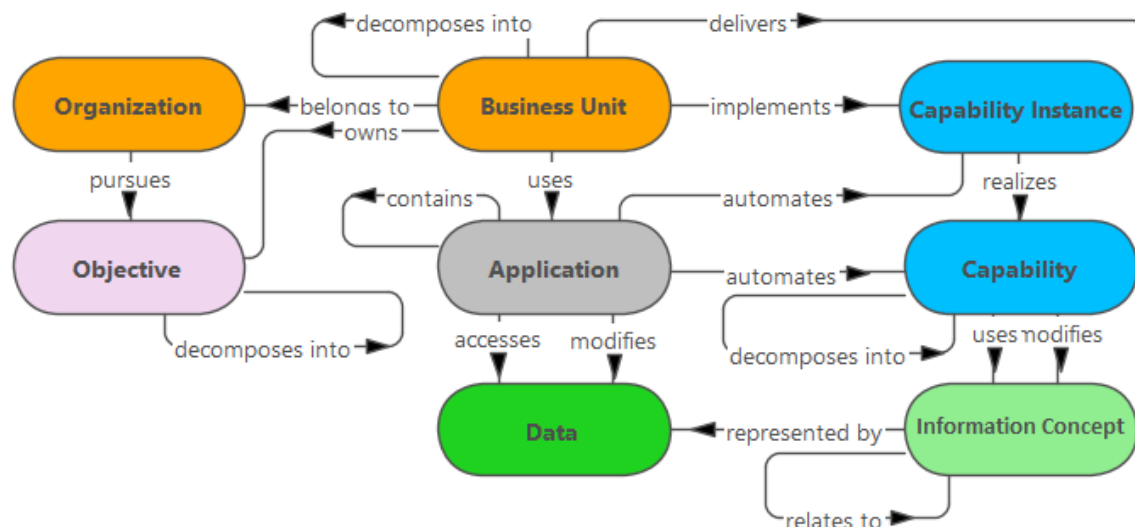 decomposes into
delivers
Organization
belongs to
Business Unit
implements
Capability Instance
owns
pursues
uses
contains
automates
realizes
Objective
Application
automates
Capability
decomposes into
accesses
modifies
decomposes into
uses
modifies
Data
represented by
Information Concept
relates to